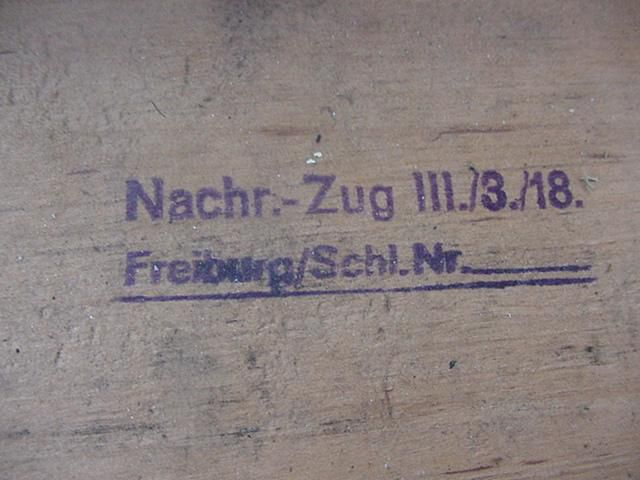 Nachr.-Zug III./3./18.
Freiburg/Schl.Nr.